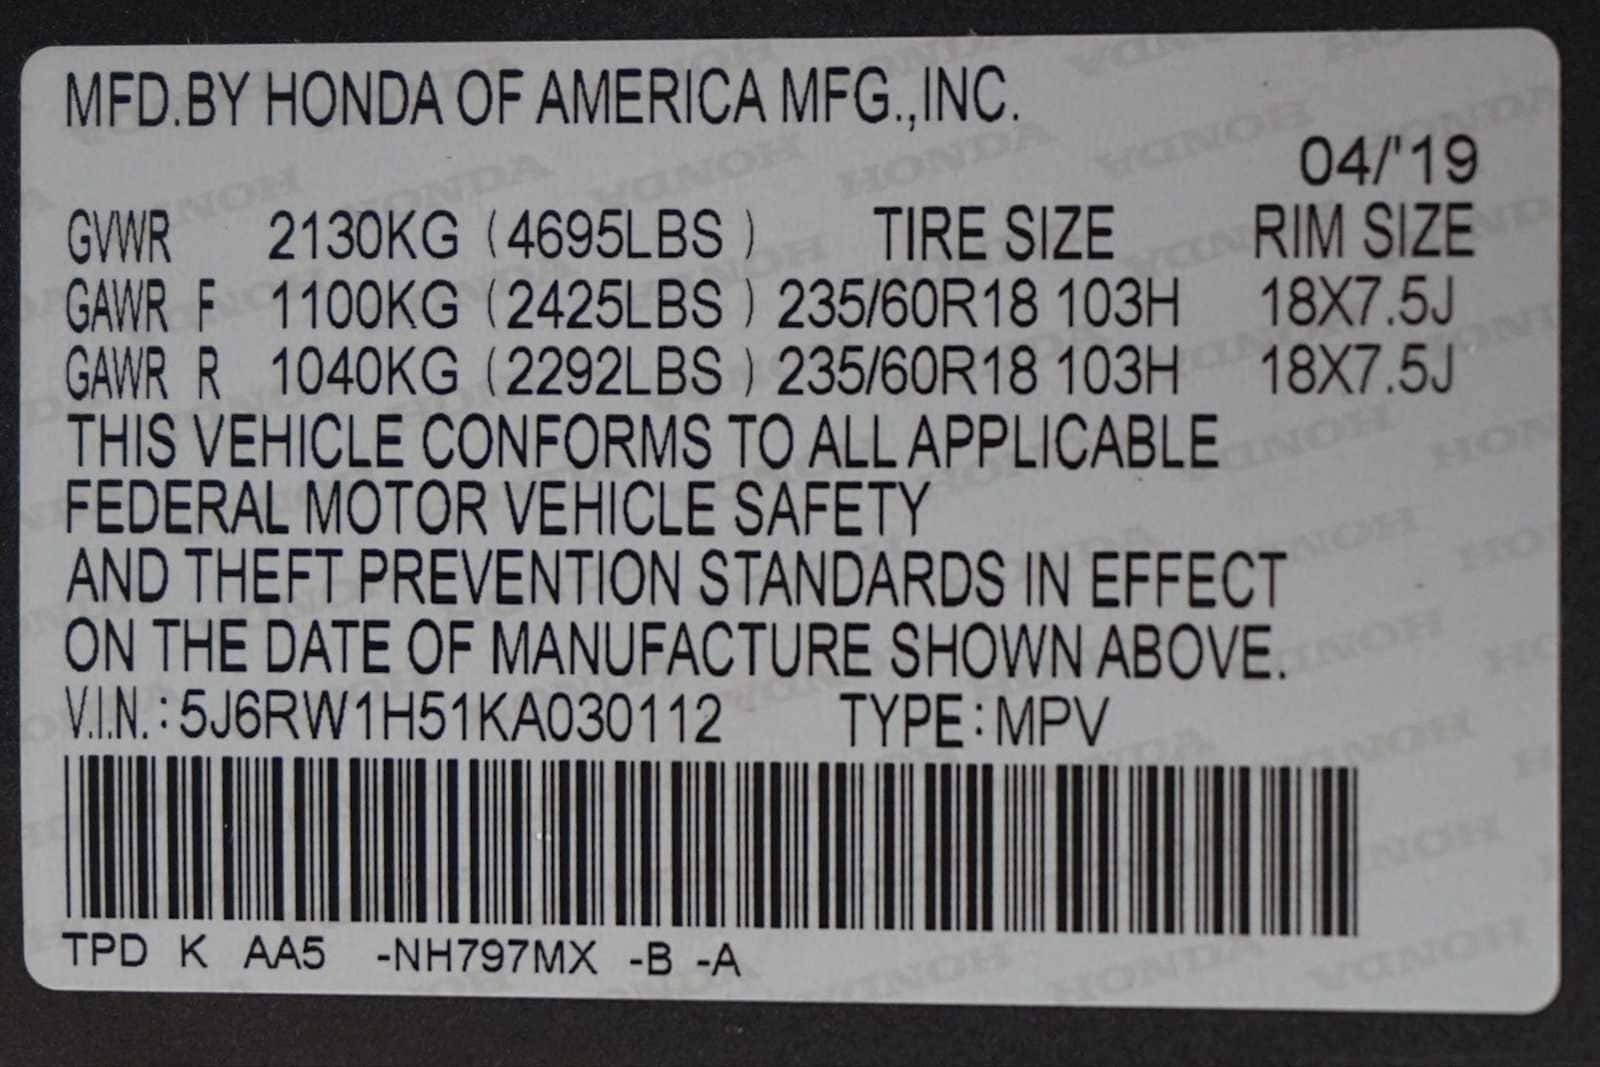 MFD.BY HONDA OF AMERICA MFG.,INC.
04/'19
GVWR 2130KG (4695LBS) TIRE SIZE RIM SIZE
GAWR F 1100KG (2425LBS) 235/60R18 103H 18X7.5J
GAWR R 1040KG (2292LBS) 235/60R18 103H 18X7.5J
THIS VEHICLE CONFORMS TO ALL APPLICABLE
FEDERAL MOTOR VEHICLE SAFETY
AND THEFT PREVENTION STANDARDS IN EFFECT
ON THE DATE OF MANUFACTURE SHOWN ABOVE.
V.I.N.: 5J6RW1H51KA030112 TYPE: MPV
TPD K AA5 -NH797MX -B -A